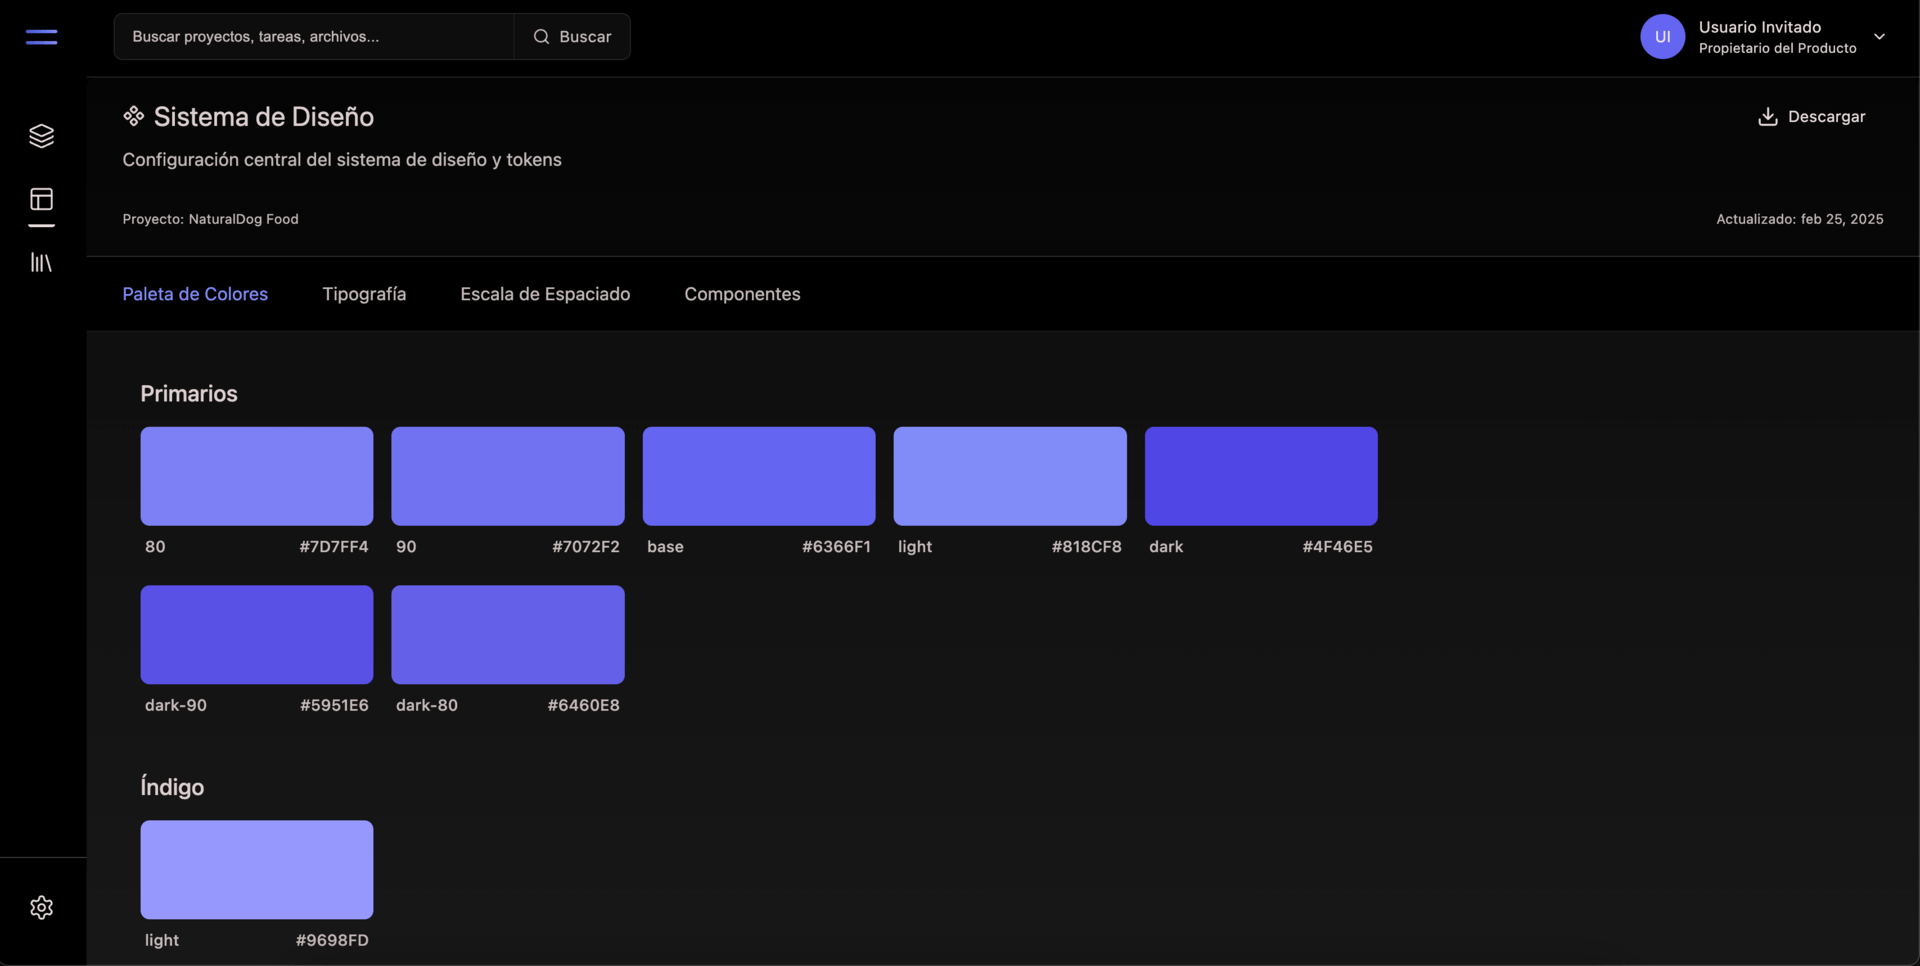 Buscar proyectos, tareas, archivos...
Buscar
UI
Usuario Invitado
Propietario del Producto
Sistema de Diseño
Descargar
Configuración central del sistema de diseño y tokens
Proyecto: NaturalDog Food
Actualizado: feb 25, 2025
Paleta de Colores
Tipografía
Escala de Espaciado
Componentes
Primarios
80 #7D7FF4
90 #7072F2
base #6366F1
light #818CF8
dark #4F46E5
dark-90 #5951E6
dark-80 #6460E8
Índigo
light #9698FD